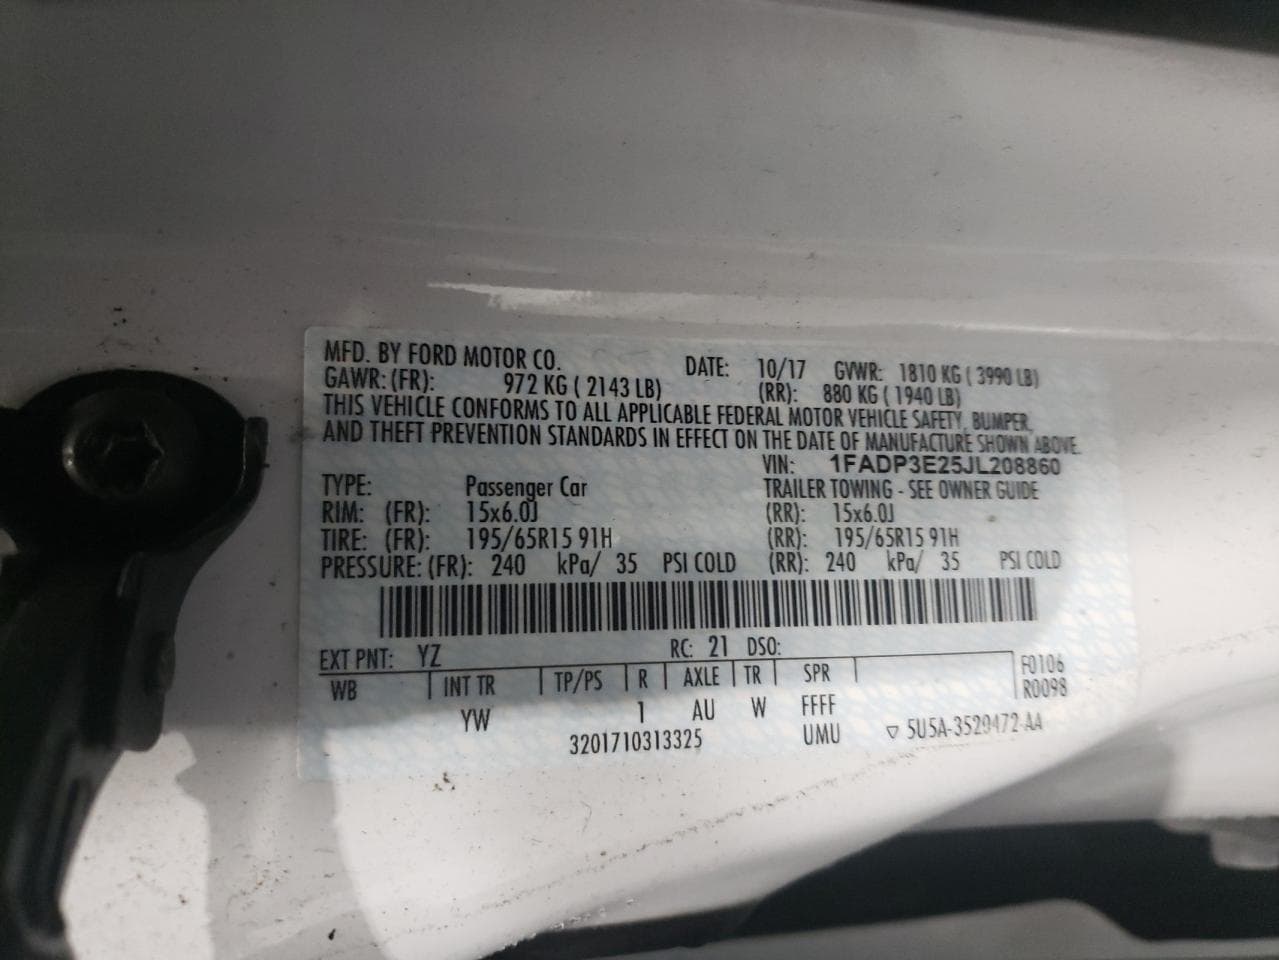 MFD. BY FORD MOTOR CO. DATE: 10/17 GVWR: 1810 KG ( 3990 LB)
GAWR: (FR): 972 KG ( 2143 LB) (RR): 880 KG ( 1940 LB)
THIS VEHICLE CONFORMS TO ALL APPLICABLE FEDERAL MOTOR VEHICLE SAFETY, BUMPER,
AND THEFT PREVENTION STANDARDS IN EFFECT ON THE DATE OF MANUFACTURE SHOWN ABOVE.
VIN: 1FADP3E25JL208860
TYPE: Passenger Car TRAILER TOWING - SEE OWNER GUIDE
RIM: (FR): 15x6.0J (RR): 15x6.0J
TIRE: (FR): 195/65R15 91H (RR): 195/65R15 91H
PRESSURE: (FR): 240 kPa/ 35 PSI COLD (RR): 240 kPa/ 35 PSI COLD
EXT PNT: YZ RC: 21 DSO:
WB INT TR TP/PS R AXLE TR SPR F0106
R0098
YW 1 AU W FFFF
3201710313325 UMU ▽ 5U5A-3520472-AA